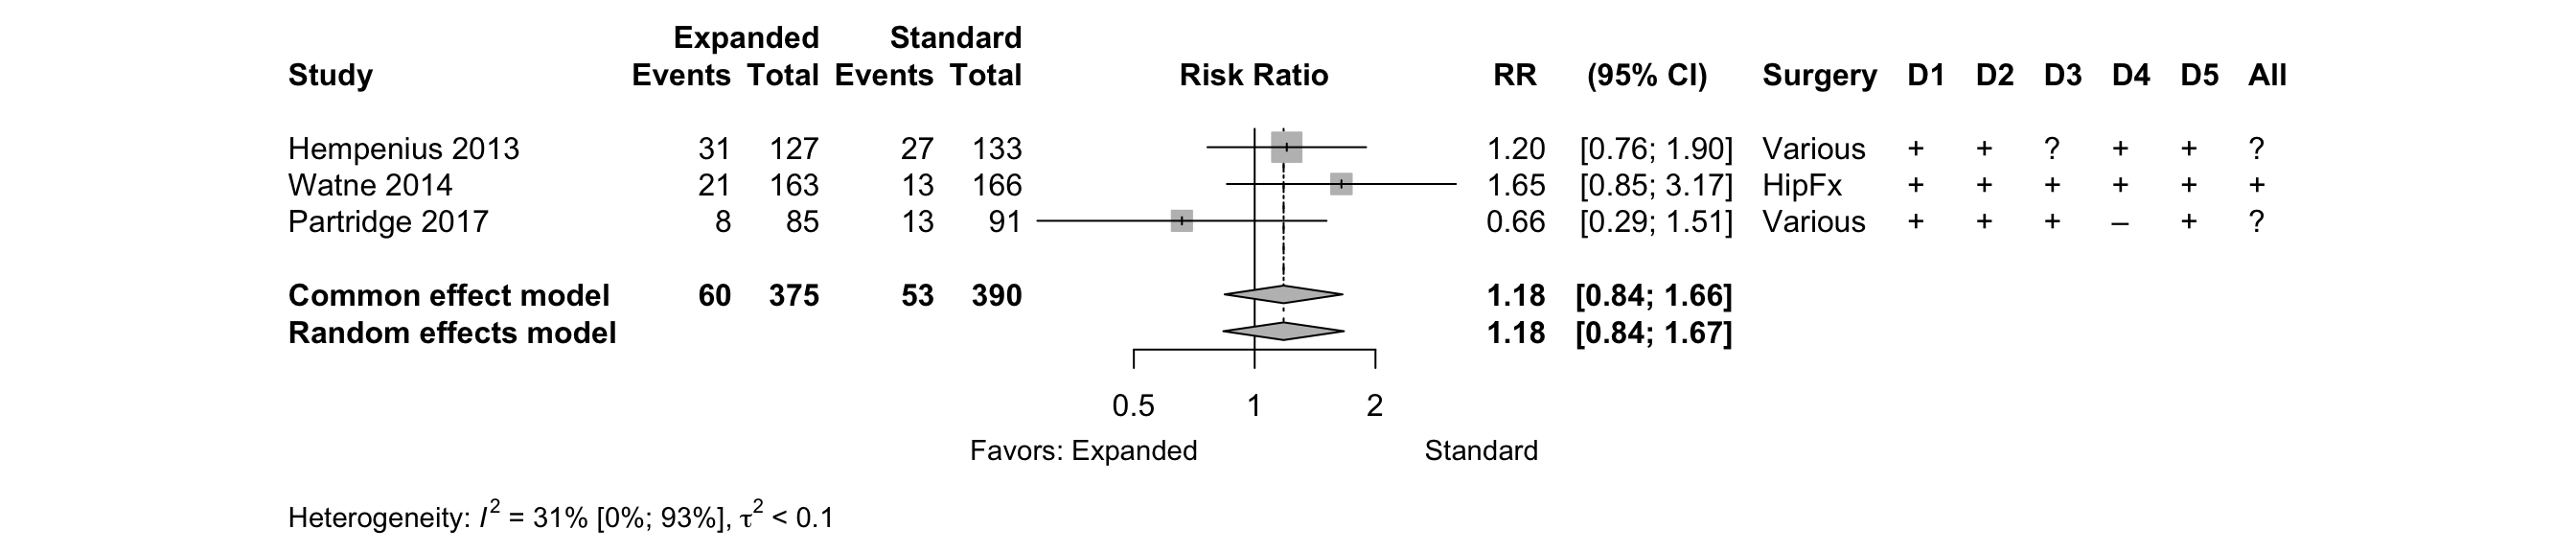 Expanded Standard
Study Events Total Events Total Risk Ratio RR (95% CI) Surgery D1 D2 D3 D4 D5 All
Hempenius 2013 31 127 27 133 1.20 [0.76; 1.90] Various + + ? + + ?
Watne 2014 21 163 13 166 1.65 [0.85; 3.17] HipFx + + + + + +
Partridge 2017 8 85 13 91 0.66 [0.29; 1.51] Various + + + – + ?
Common effect model 60 375 53 390 1.18 [0.84; 1.66]
Random effects model 1.18 [0.84; 1.67]
0.5 1 2
Favors: Expanded Standard
Heterogeneity: I² = 31% [0%; 93%], τ² < 0.1